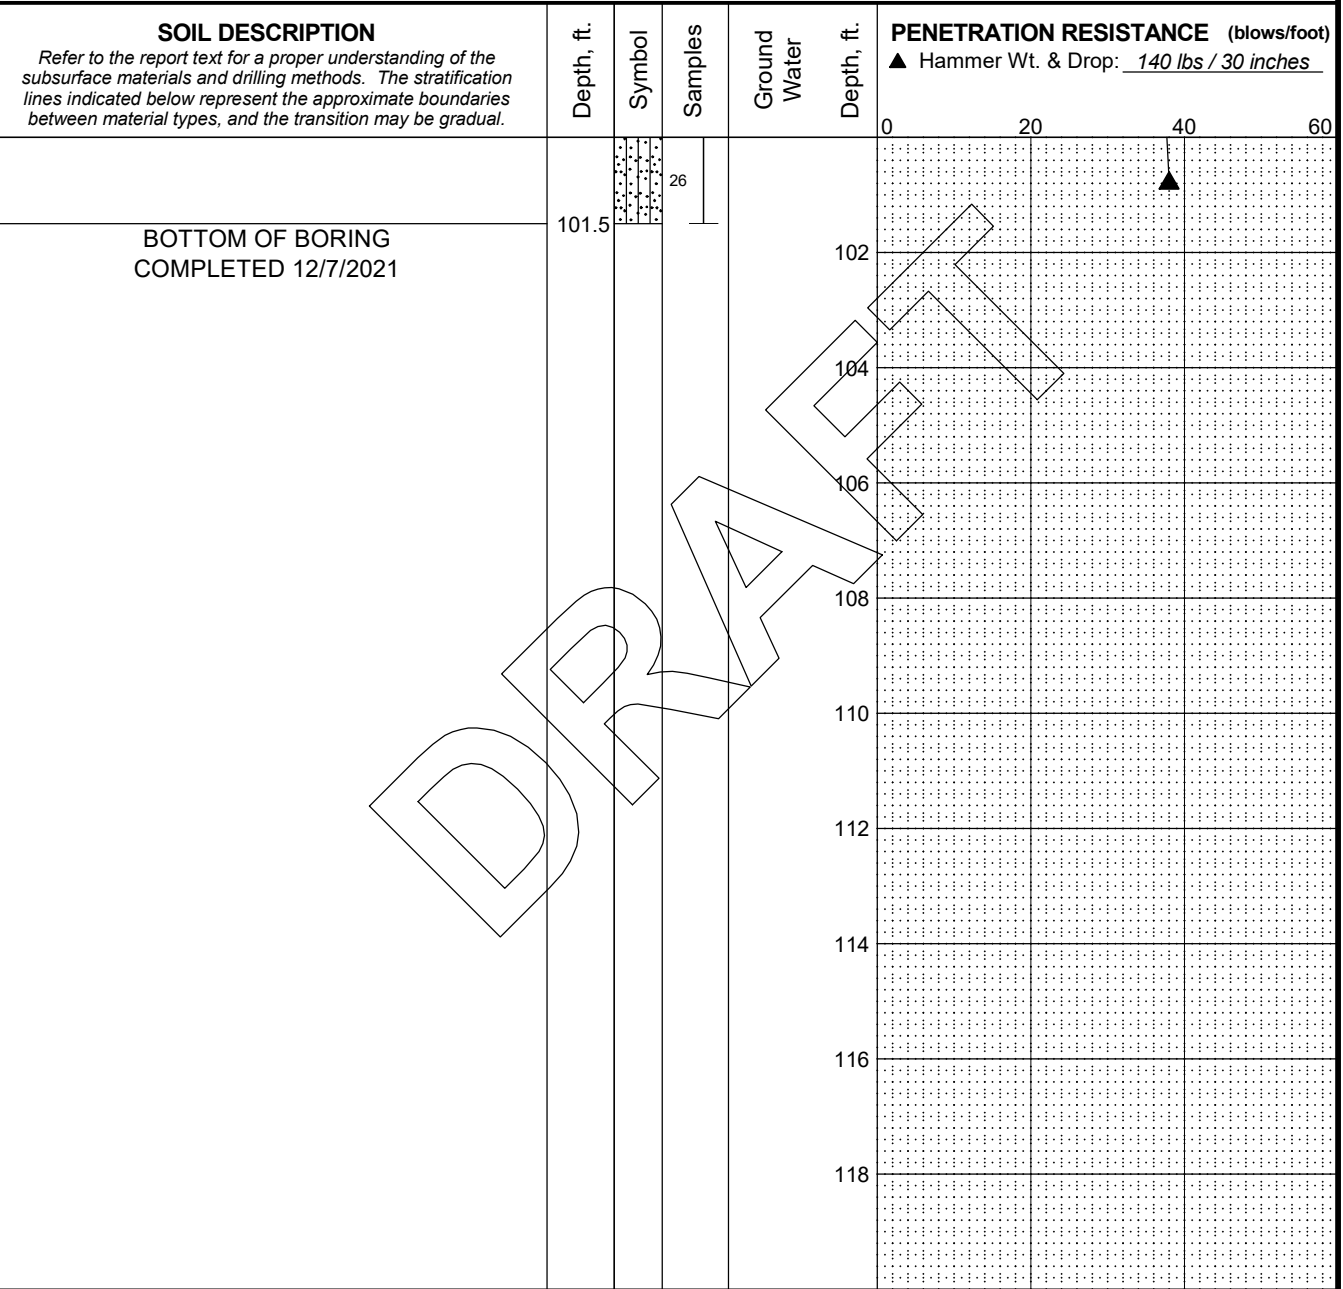 SOIL DESCRIPTION
Refer to the report text for a proper understanding of the
subsurface materials and drilling methods. The stratification
lines indicated below represent the approximate boundaries
between material types, and the transition may be gradual.
Depth, ft.
Symbol
Samples
Ground
Water
Depth, ft.
PENETRATION RESISTANCE (blows/foot)
▲ Hammer Wt. & Drop: 140 lbs / 30 inches
0 20 40 60
26
101.5
BOTTOM OF BORING
COMPLETED 12/7/2021
102
104
106
108
110
112
114
116
118
DRAFT